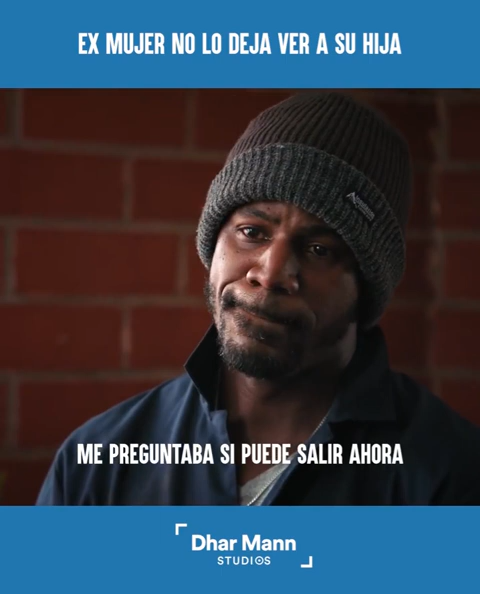 EX MUJER NO LO DEJA VER A SU HIJA
ME PREGUNTABA SI PUEDE SALIR AHORA
Dhar Mann
STUDIOS